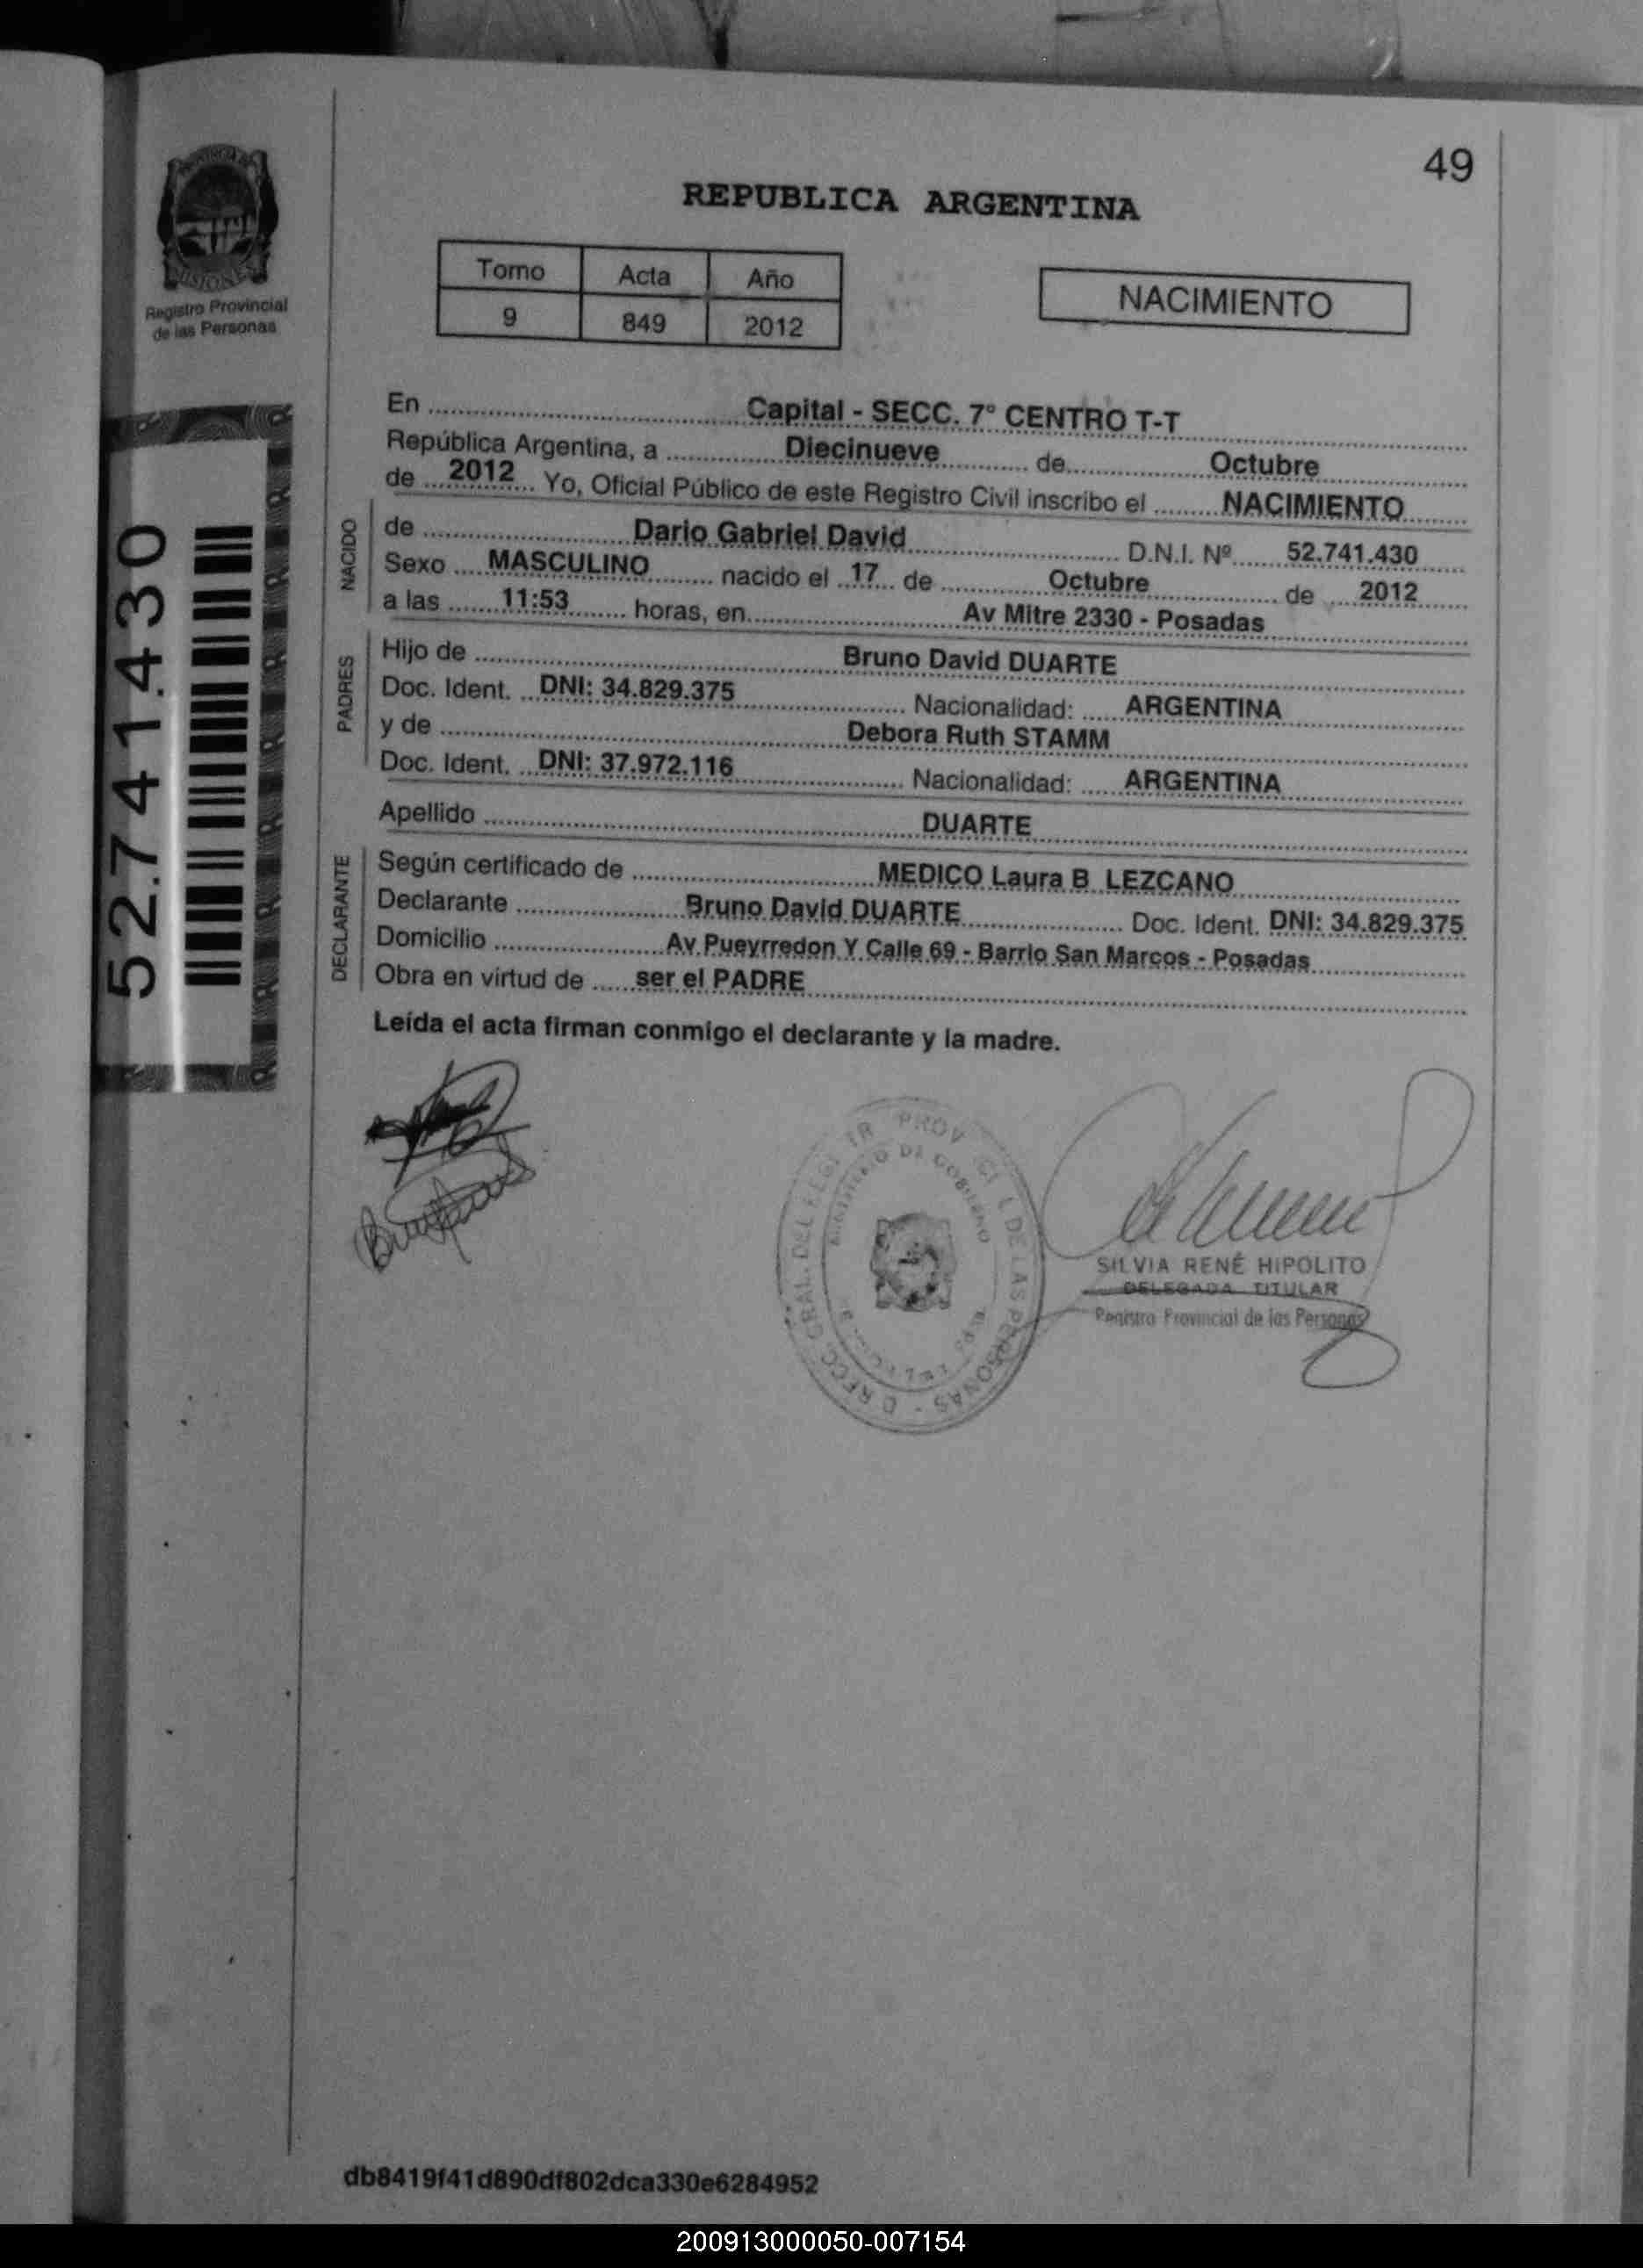 49
REPUBLICA ARGENTINA
Registro Provincial
de las Personas
Tomo Acta Año
9 849 2012
NACIMIENTO
52.741.430
En Capital - SECC. 7° CENTRO T-T
República Argentina, a Diecinueve de Octubre
de 2012 Yo, Oficial Público de este Registro Civil inscribo el NACIMIENTO
NACIDO
de Dario Gabriel David D.N.I. Nº 52.741.430
Sexo MASCULINO nacido el 17 de Octubre de 2012
a las 11:53 horas, en Av Mitre 2330 - Posadas
PADRES
Hijo de Bruno David DUARTE
Doc. Ident. DNI: 34.829.375 Nacionalidad: ARGENTINA
y de Debora Ruth STAMM
Doc. Ident. DNI: 37.972.116 Nacionalidad: ARGENTINA
Apellido DUARTE
DECLARANTE
Según certificado de MEDICO Laura B LEZCANO
Declarante Bruno David DUARTE Doc. Ident. DNI: 34.829.375
Domicilio Av Pueyrredon Y Calle 69 - Barrio San Marcos - Posadas
Obra en virtud de ser el PADRE
Leída el acta firman conmigo el declarante y la madre.
SILVIA RENÉ HIPOLITO
DELEGADA TITULAR
Registro Provincial de las Personas
db8419f41d890df802dca330e6284952
200913000050-007154